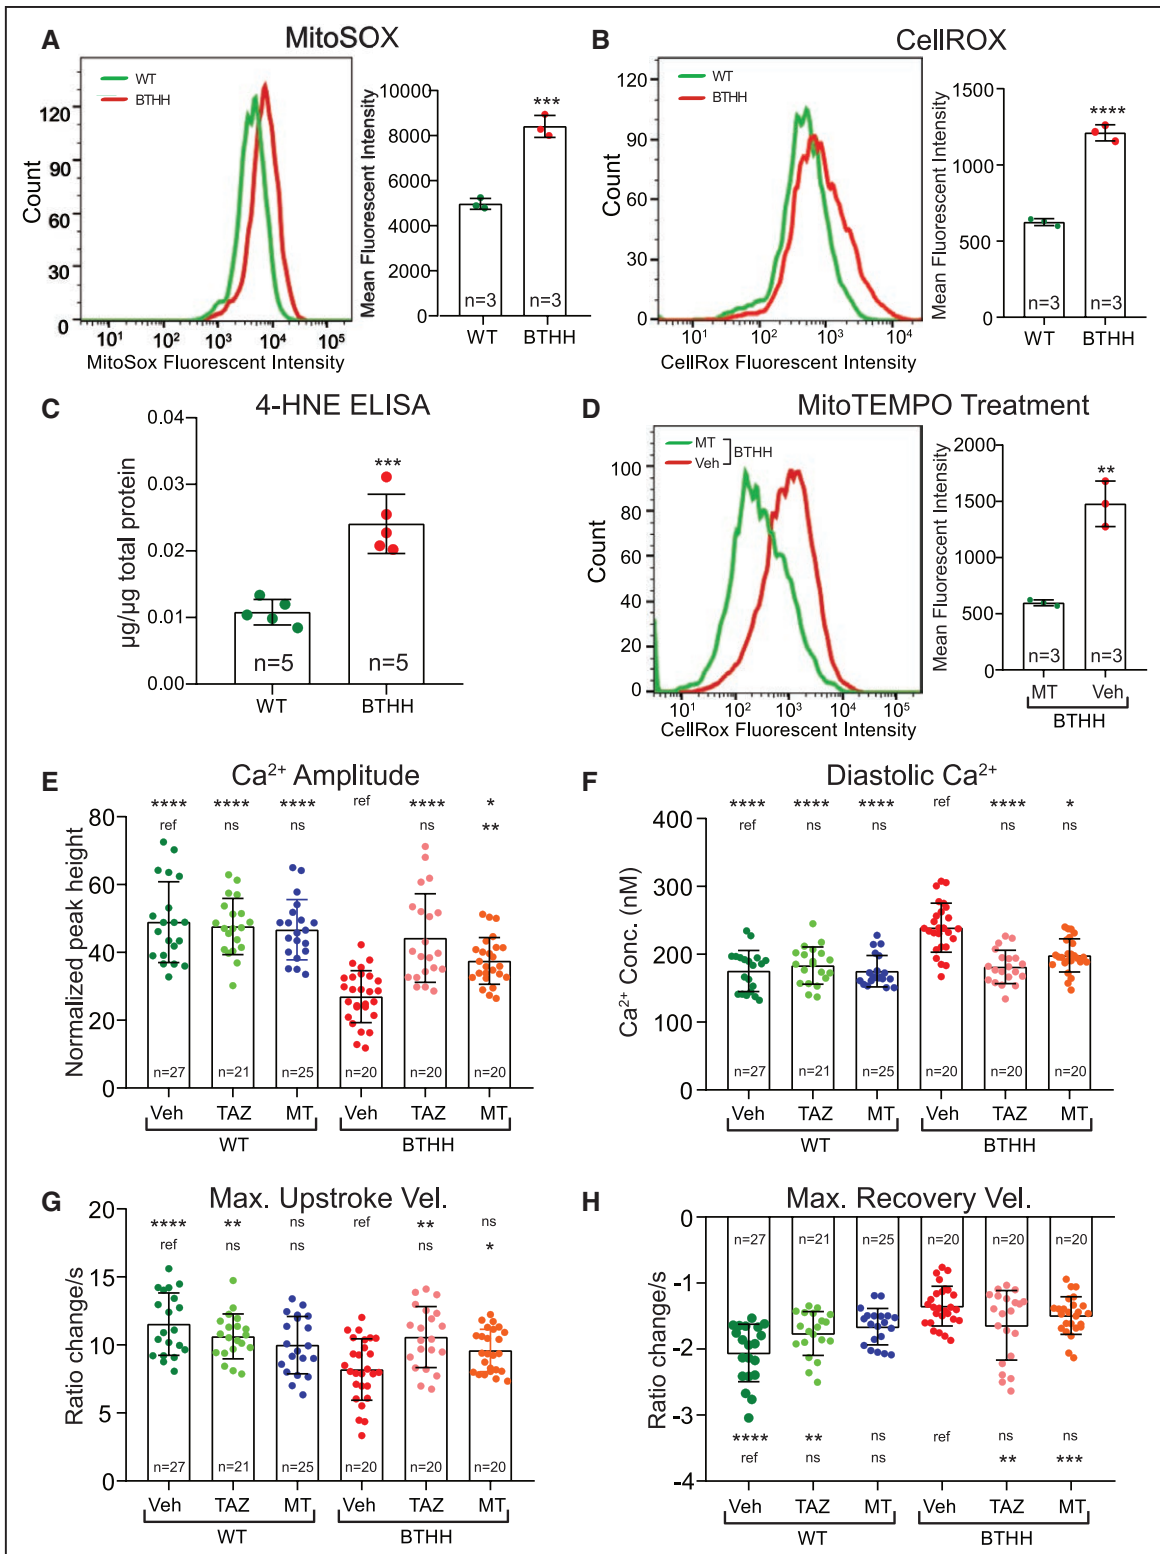 A
MitoSOX
WT
BTHH
Count
120
90
60
30
0
10¹ 10² 10³ 10⁴ 10⁵
MitoSox Fluorescent Intensity
Mean Fluorescent Intensity
10000
8000
6000
4000
2000
0
***
n=3 n=3
WT BTHH
B
CellROX
WT
BTHH
Count
120
90
60
30
0
10¹ 10² 10³ 10⁴
CellRox Fluorescent Intensity
Mean Fluorescent Intensity
1500
1000
500
0
****
n=3 n=3
WT BTHH
C
4-HNE ELISA
µg/µg total protein
0.04
0.03
0.02
0.01
0.00
***
n=5 n=5
WT BTHH
D
MitoTEMPO Treatment
MT
Veh
BTHH
Count
100
80
60
40
20
0
10¹ 10² 10³ 10⁴ 10⁵
CellRox Fluorescent Intensity
Mean Fluorescent Intensity
2000
1500
1000
500
0
**
n=3 n=3
MT Veh
BTHH
E
Ca²⁺ Amplitude
**** **** **** ref **** *
ref ns ns ns **
Normalized peak height
80
60
40
20
0
n=27 n=21 n=25 n=20 n=20 n=20
Veh TAZ MT Veh TAZ MT
WT BTHH
F
Diastolic Ca²⁺
**** **** **** ref **** *
ref ns ns ns ns
Ca²⁺ Conc. (nM)
400
300
200
100
0
n=27 n=21 n=25 n=20 n=20 n=20
Veh TAZ MT Veh TAZ MT
WT BTHH
G
Max. Upstroke Vel.
**** ** ns ref ** ns
ref ns ns ns *
Ratio change/s
20
15
10
5
0
n=27 n=21 n=25 n=20 n=20 n=20
Veh TAZ MT Veh TAZ MT
WT BTHH
H
Max. Recovery Vel.
Ratio change/s
0
-1
-2
-3
-4
n=27 n=21 n=25 n=20 n=20 n=20
**** ** ns ref ns ns
ref ns ns ** ***
Veh TAZ MT Veh TAZ MT
WT BTHH